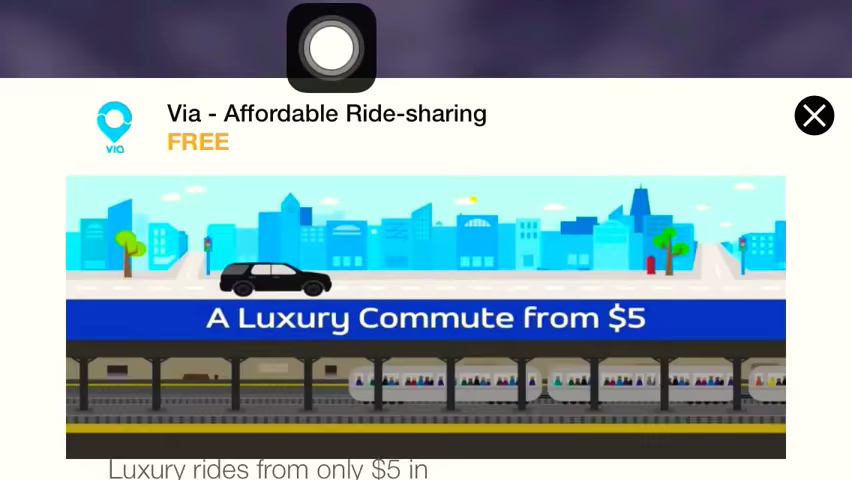 Via - Affordable Ride-sharing
FREE
VIA
A Luxury Commute from $5
Luxury rides from only $5 in